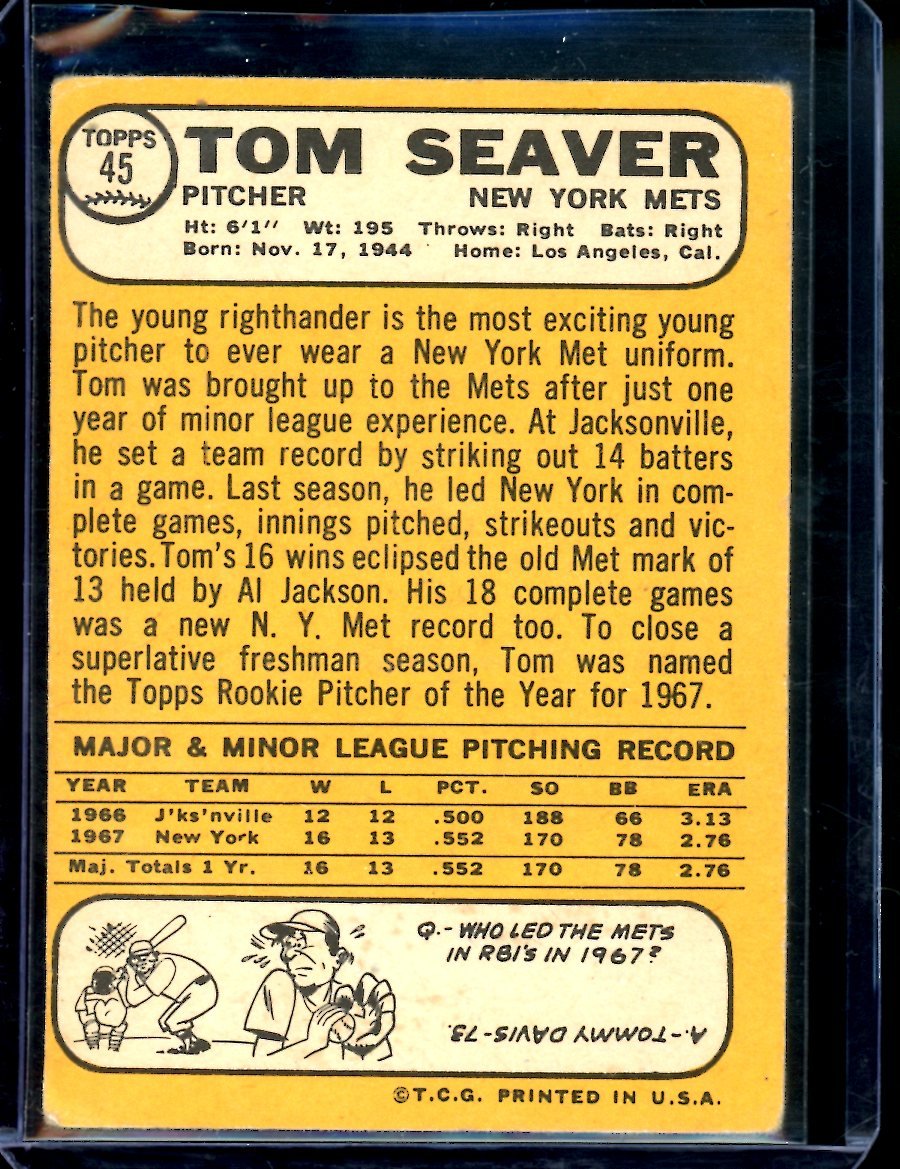 TOPPS
45
TOM SEAVER
PITCHER NEW YORK METS
Ht: 6'1'' Wt: 195 Throws: Right Bats: Right
Born: Nov. 17, 1944 Home: Los Angeles, Cal.
The young righthander is the most exciting young
pitcher to ever wear a New York Met uniform.
Tom was brought up to the Mets after just one
year of minor league experience. At Jacksonville,
he set a team record by striking out 14 batters
in a game. Last season, he led New York in com-
plete games, innings pitched, strikeouts and vic-
tories. Tom's 16 wins eclipsed the old Met mark of
13 held by Al Jackson. His 18 complete games
was a new N. Y. Met record too. To close a
superlative freshman season, Tom was named
the Topps Rookie Pitcher of the Year for 1967.
MAJOR & MINOR LEAGUE PITCHING RECORD
YEAR TEAM W L PCT. SO BB ERA
1966 J'ks'nville 12 12 .500 188 66 3.13
1967 New York 16 13 .552 170 78 2.76
Maj. Totals 1 Yr. 16 13 .552 170 78 2.76
Q.- WHO LED THE METS
IN RBI'S IN 1967?
A.-TOMMY DAVIS-73.
©T.C.G. PRINTED IN U.S.A.